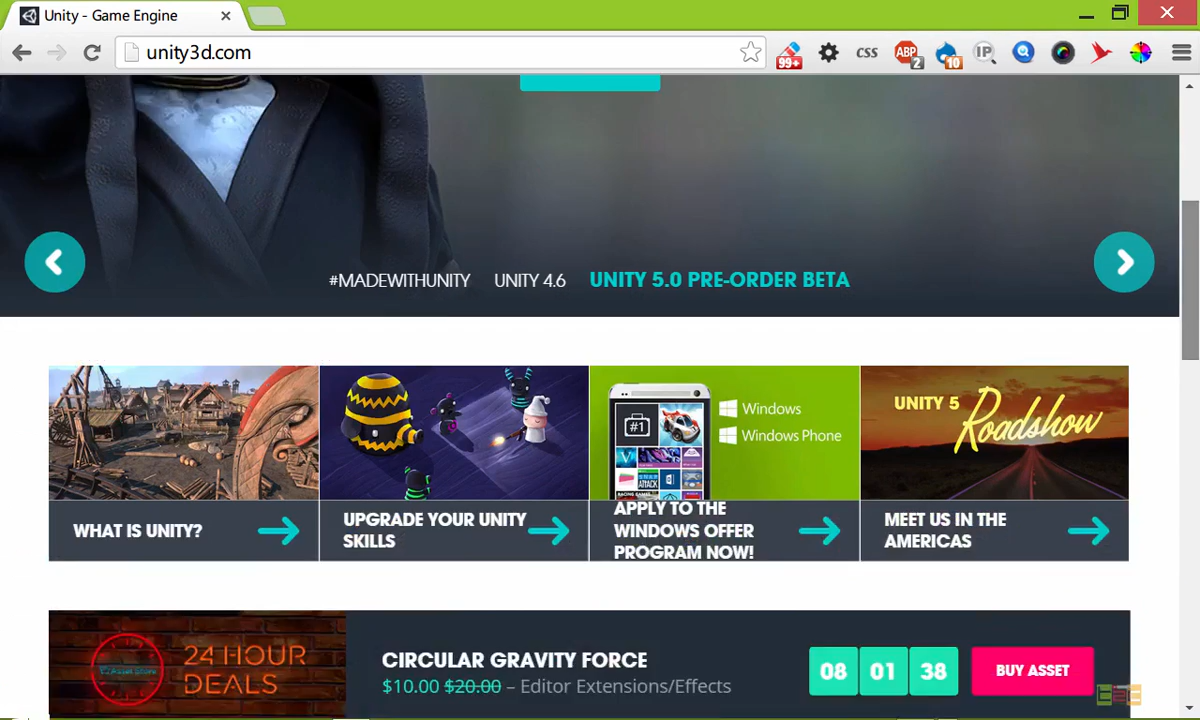 Unity - Game Engine
unity3d.com
99+
CSS
ABP
2
10
IP
#MADEWITHUNITY UNITY 4.6 UNITY 5.0 PRE-ORDER BETA
#1
Windows
Windows Phone
UNITY 5
Roadshow
WHAT IS UNITY?
UPGRADE YOUR UNITY
SKILLS
APPLY TO THE
WINDOWS OFFER
PROGRAM NOW!
MEET US IN THE
AMERICAS
Asset Store
24 HOUR
DEALS
CIRCULAR GRAVITY FORCE
$10.00 $20.00 – Editor Extensions/Effects
08 01 38
BUY ASSET